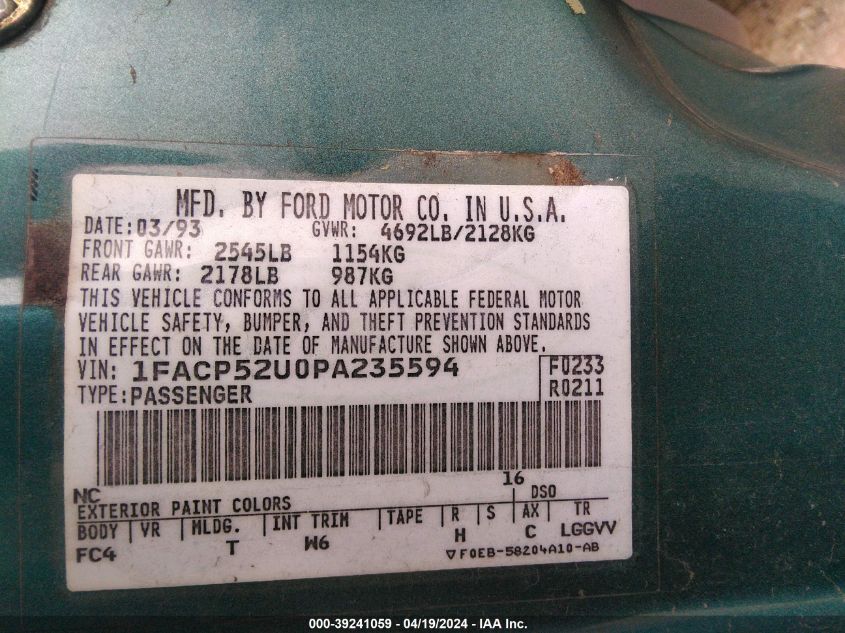 MFD. BY FORD MOTOR CO. IN U.S.A.
DATE: 03/93 GVWR: 4692LB/2128KG
FRONT GAWR: 2545LB 1154KG
REAR GAWR: 2178LB 987KG
THIS VEHICLE CONFORMS TO ALL APPLICABLE FEDERAL MOTOR
VEHICLE SAFETY, BUMPER, AND THEFT PREVENTION STANDARDS
IN EFFECT ON THE DATE OF MANUFACTURE SHOWN ABOVE.
VIN: 1FACP52U0PA235594 F0233
TYPE: PASSENGER R0211
NC 16
EXTERIOR PAINT COLORS DSO
BODY VR MLDG. INT TRIM TAPE R S AX TR
FC4 T W6 H C LGGVV
▽F0EB-58204A10-AB
000-39241059 - 04/19/2024 - IAA Inc.